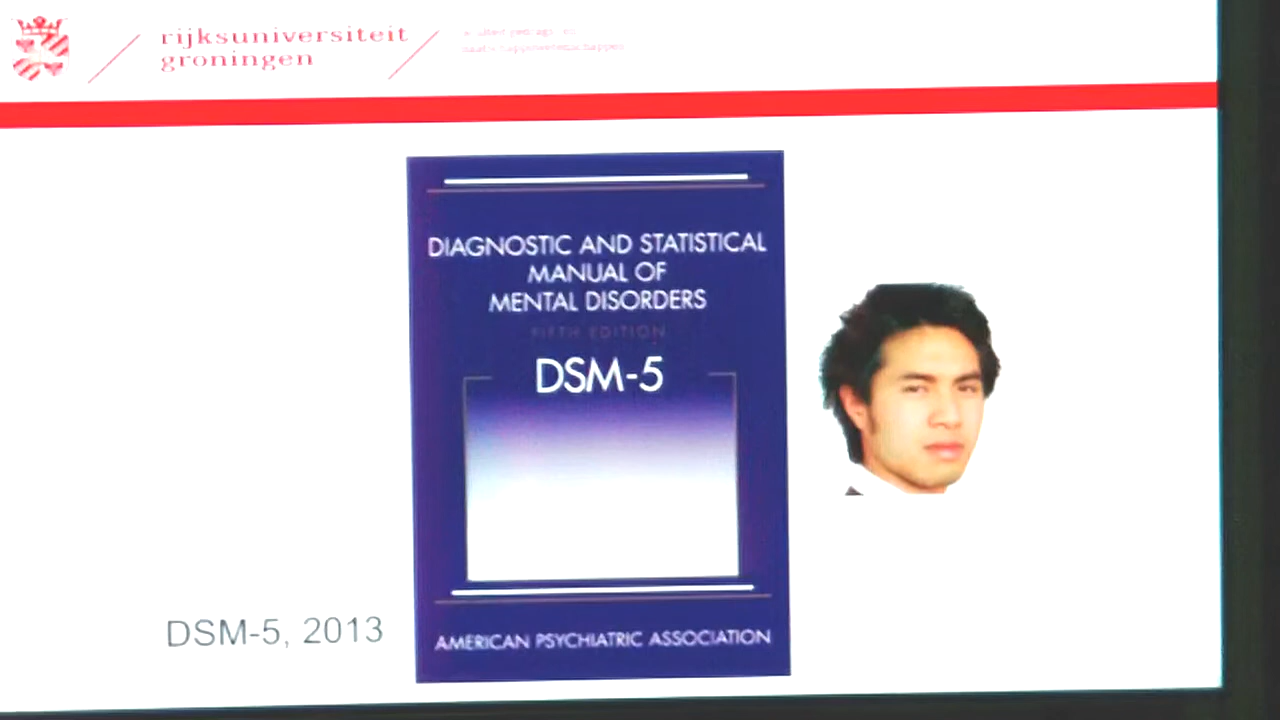 rijksuniversiteit
groningen
DIAGNOSTIC AND STATISTICAL
MANUAL OF
MENTAL DISORDERS
FIFTH EDITION
DSM-5
AMERICAN PSYCHIATRIC ASSOCIATION
DSM-5, 2013